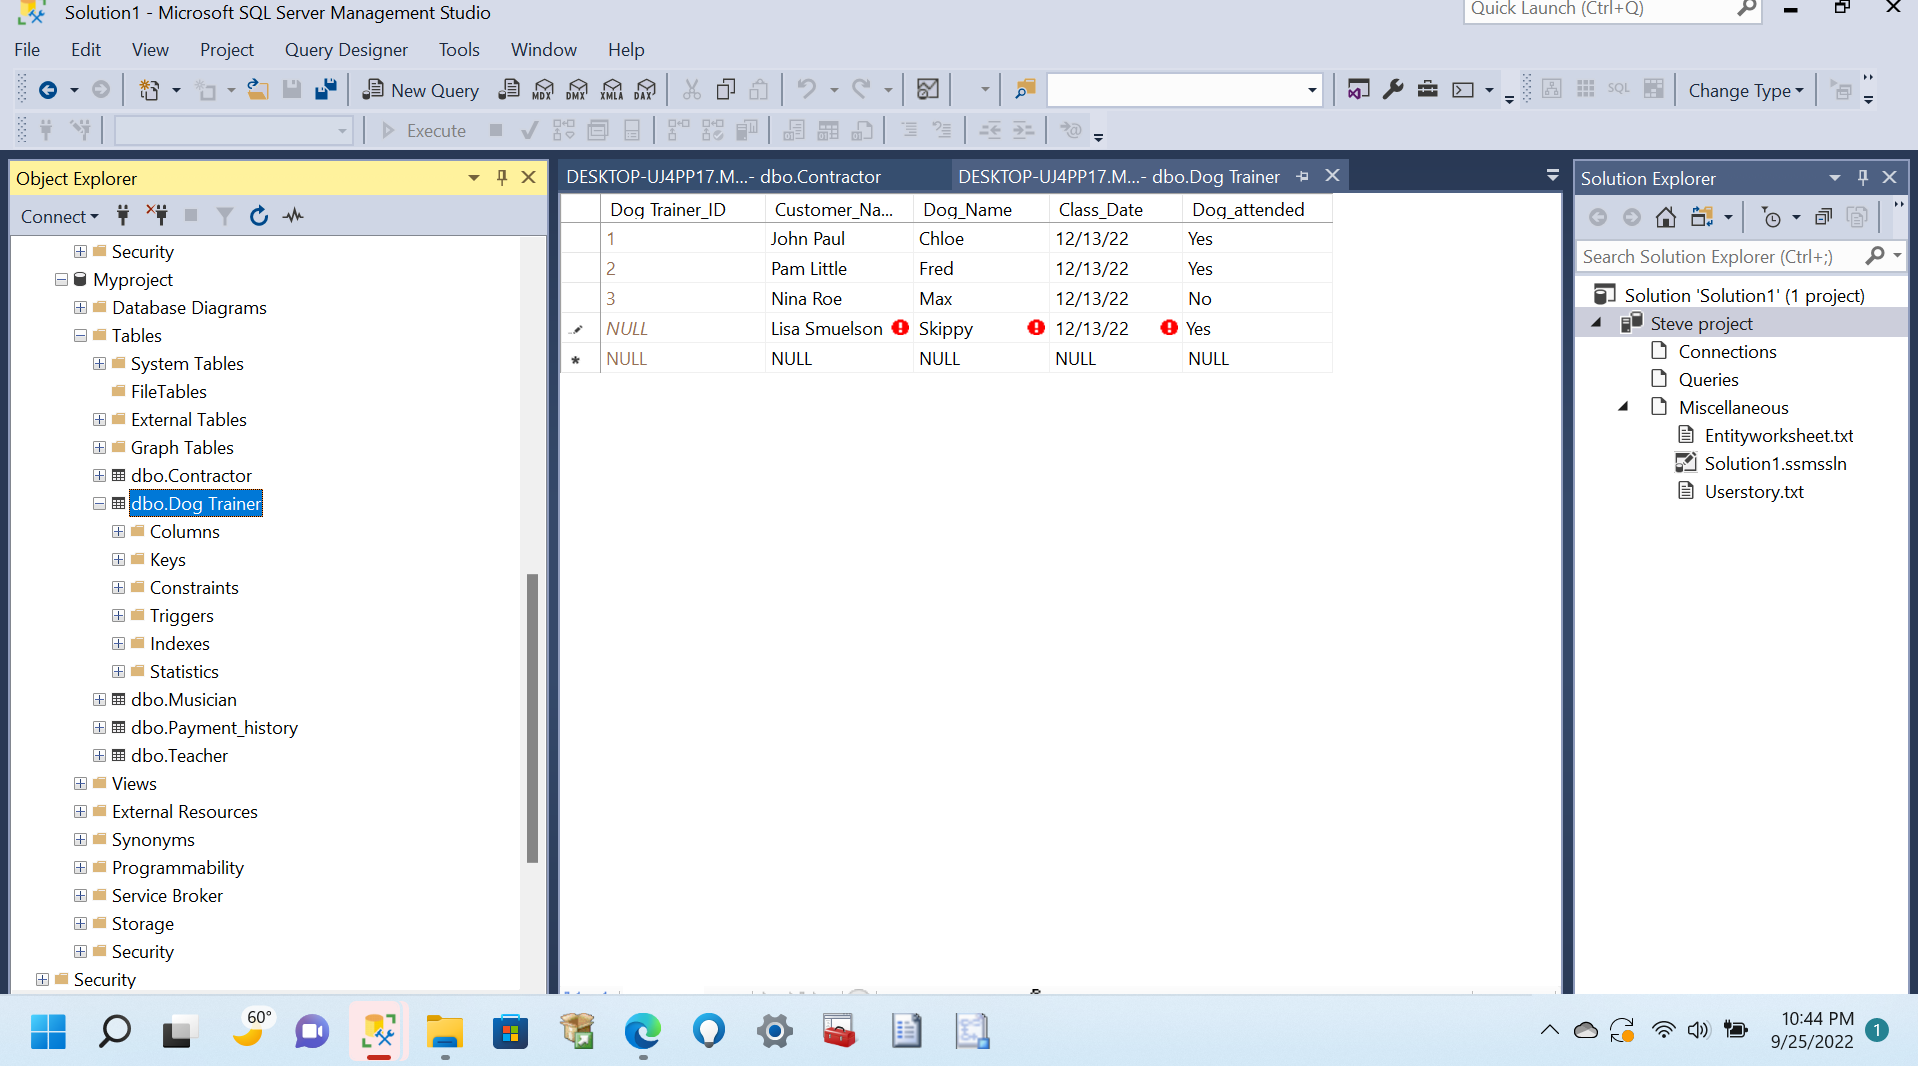 Solution1 - Microsoft SQL Server Management Studio
Quick Launch (Ctrl+Q)
File Edit View Project Query Designer Tools Window Help
New Query MDX DMX XMLA DAX SQL Change Type
Execute
Object Explorer
Connect
Security
Myproject
Database Diagrams
Tables
System Tables
FileTables
External Tables
Graph Tables
dbo.Contractor
dbo.Dog Trainer
Columns
Keys
Constraints
Triggers
Indexes
Statistics
dbo.Musician
dbo.Payment_history
dbo.Teacher
Views
External Resources
Synonyms
Programmability
Service Broker
Storage
Security
Security
DESKTOP-UJ4PP17.M...- dbo.Contractor DESKTOP-UJ4PP17.M...- dbo.Dog Trainer
Dog Trainer_ID Customer_Na... Dog_Name Class_Date Dog_attended
1 John Paul Chloe 12/13/22 Yes
2 Pam Little Fred 12/13/22 Yes
3 Nina Roe Max 12/13/22 No
NULL Lisa Smuelson Skippy 12/13/22 Yes
NULL NULL NULL NULL NULL
Solution Explorer
Search Solution Explorer (Ctrl+;)
Solution 'Solution1' (1 project)
Steve project
Connections
Queries
Miscellaneous
Entityworksheet.txt
Solution1.ssmssln
Userstory.txt
60°
10:44 PM
9/25/2022
1